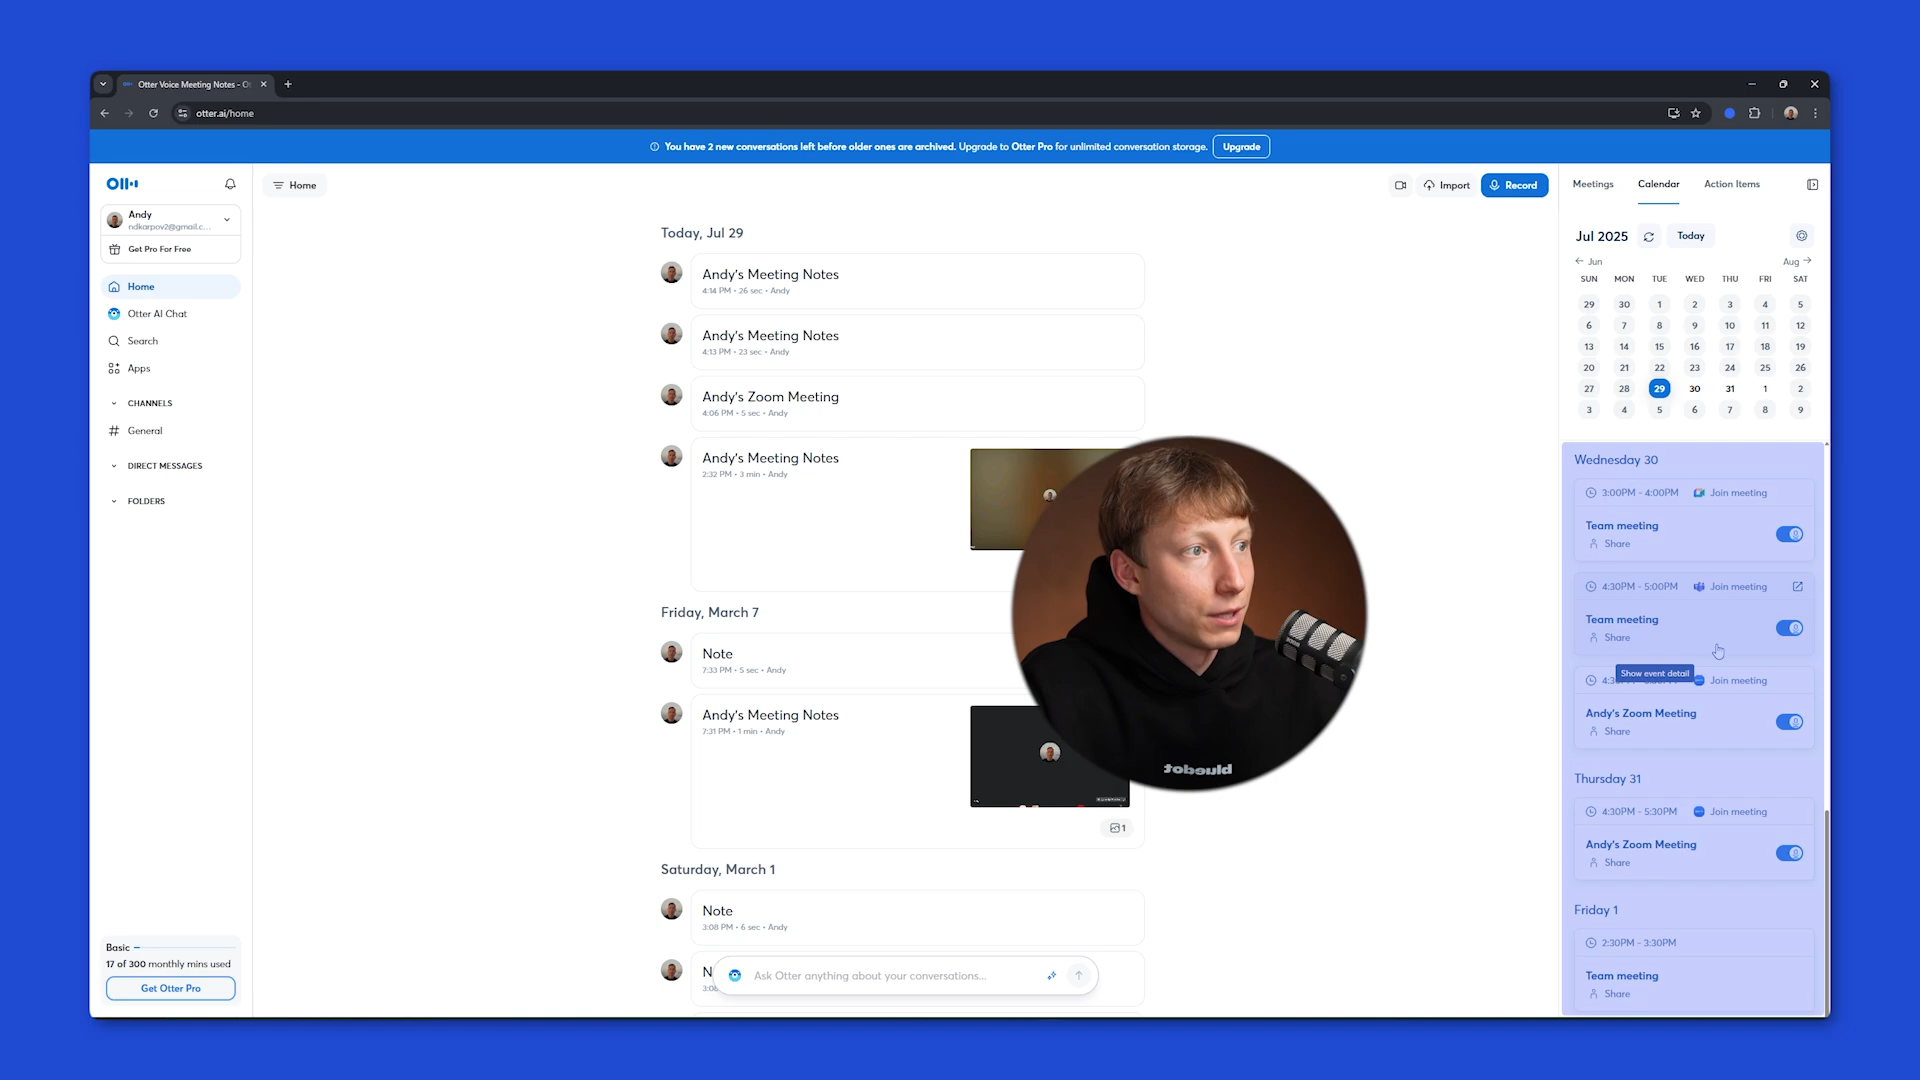 Otter Voice Meeting Notes - Ot
otter.ai/home
You have 2 new conversations left before older ones are archived. Upgrade to Otter Pro for unlimited conversation storage.
Upgrade
Andy
ndkarpov2@gmail.c...
Get Pro For Free
Home
Otter AI Chat
Search
Apps
CHANNELS
General
DIRECT MESSAGES
FOLDERS
Basic
17 of 300 monthly mins used
Get Otter Pro
Home
Import
Record
Today, Jul 29
Andy's Meeting Notes
4:14 PM • 26 sec • Andy
Andy's Meeting Notes
4:13 PM • 23 sec • Andy
Andy's Zoom Meeting
4:06 PM • 5 sec • Andy
Andy's Meeting Notes
2:32 PM • 3 min • Andy
Friday, March 7
Note
7:33 PM • 5 sec • Andy
Andy's Meeting Notes
7:31 PM • 1 min • Andy
1
Saturday, March 1
Note
3:08 PM • 6 sec • Andy
N
3:08
Ask Otter anything about your conversations...
bluedot
Meetings
Calendar
Action Items
Jul 2025
Today
Jun
Aug
SUN MON TUE WED THU FRI SAT
29 30 1 2 3 4 5
6 7 8 9 10 11 12
13 14 15 16 17 18 19
20 21 22 23 24 25 26
27 28 29 30 31 1 2
3 4 5 6 7 8 9
Wednesday 30
3:00PM - 4:00PM Join meeting
Team meeting
Share
4:30PM - 5:00PM Join meeting
Team meeting
Share
Show event detail
4:3 Join meeting
Andy's Zoom Meeting
Share
Thursday 31
4:30PM - 5:30PM Join meeting
Andy's Zoom Meeting
Share
Friday 1
2:30PM - 3:30PM
Team meeting
Share